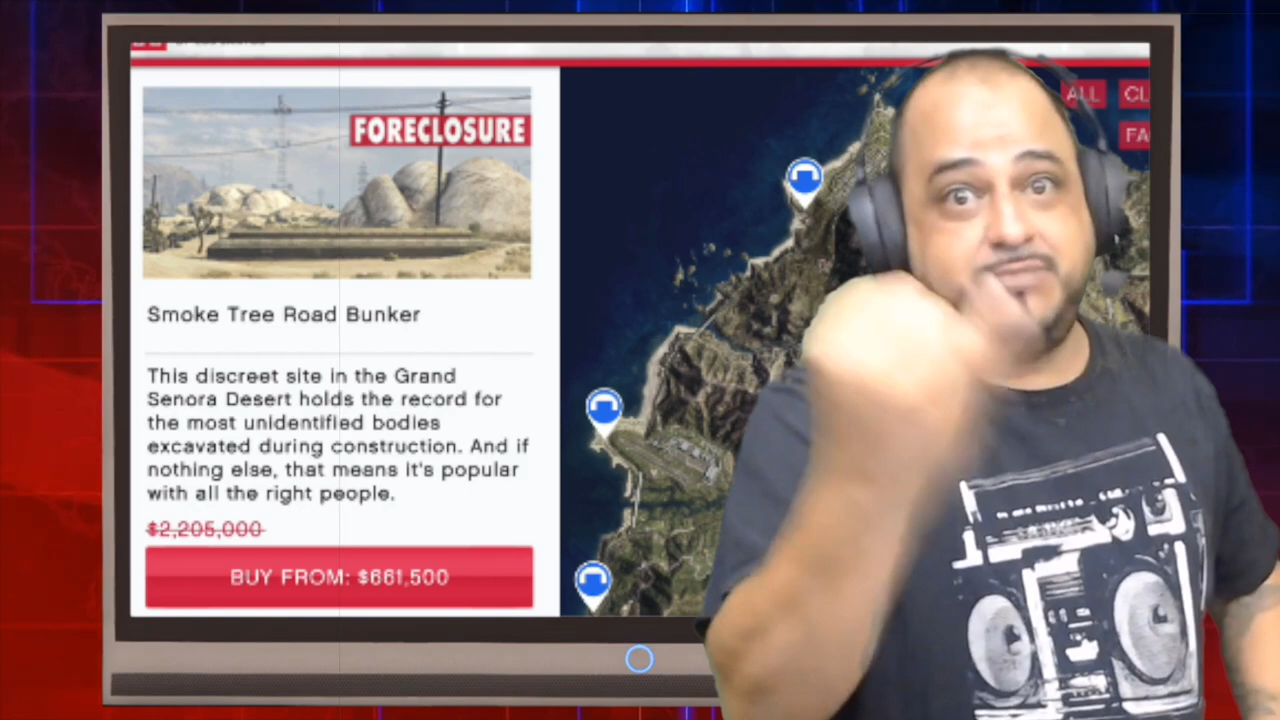 FORECLOSURE
Smoke Tree Road Bunker
This discreet site in the Grand
Senora Desert holds the record for
the most unidentified bodies
excavated during construction. And if
nothing else, that means it's popular
with all the right people.
$2,205,000
BUY FROM: $661,500
ALL
CL
FA